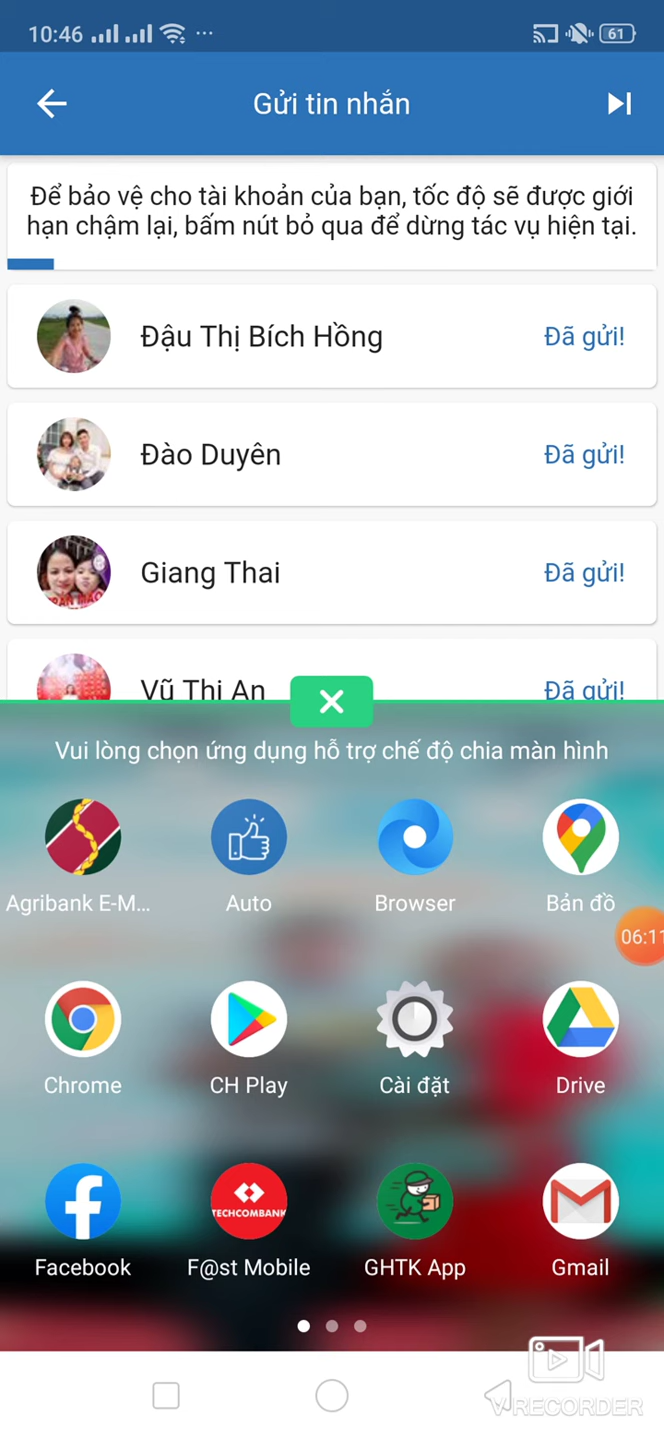 10:46
61
Gửi tin nhắn
Để bảo vệ cho tài khoản của bạn, tốc độ sẽ được giới
hạn chậm lại, bấm nút bỏ qua để dừng tác vụ hiện tại.
Đậu Thị Bích Hồng Đã gửi!
Đào Duyên Đã gửi!
Giang Thai Đã gửi!
Vũ Thị An Đã gửi!
Vui lòng chọn ứng dụng hỗ trợ chế độ chia màn hình
Agribank E-M... Auto Browser Bản đồ
06:11
Chrome CH Play Cài đặt Drive
TECHCOMBANK
Facebook F@st Mobile GHTK App Gmail
V RECORDER